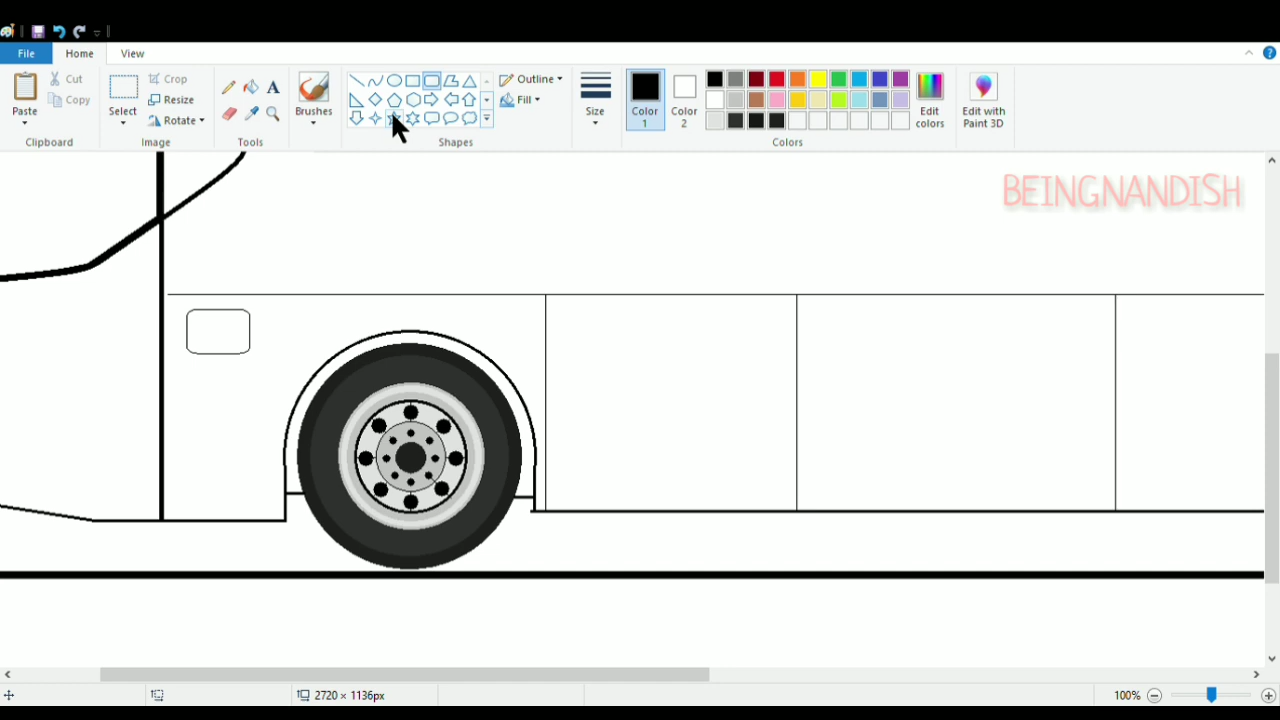 File Home View
Paste
Cut
Copy
Clipboard
Select
Crop
Resize
Rotate
Image
Tools
Brushes
Outline
Fill
Shapes
Size
Color 1
Color 2
Edit colors
Edit with Paint 3D
Colors
BEINGNANDISH
2720 × 1136px
100%